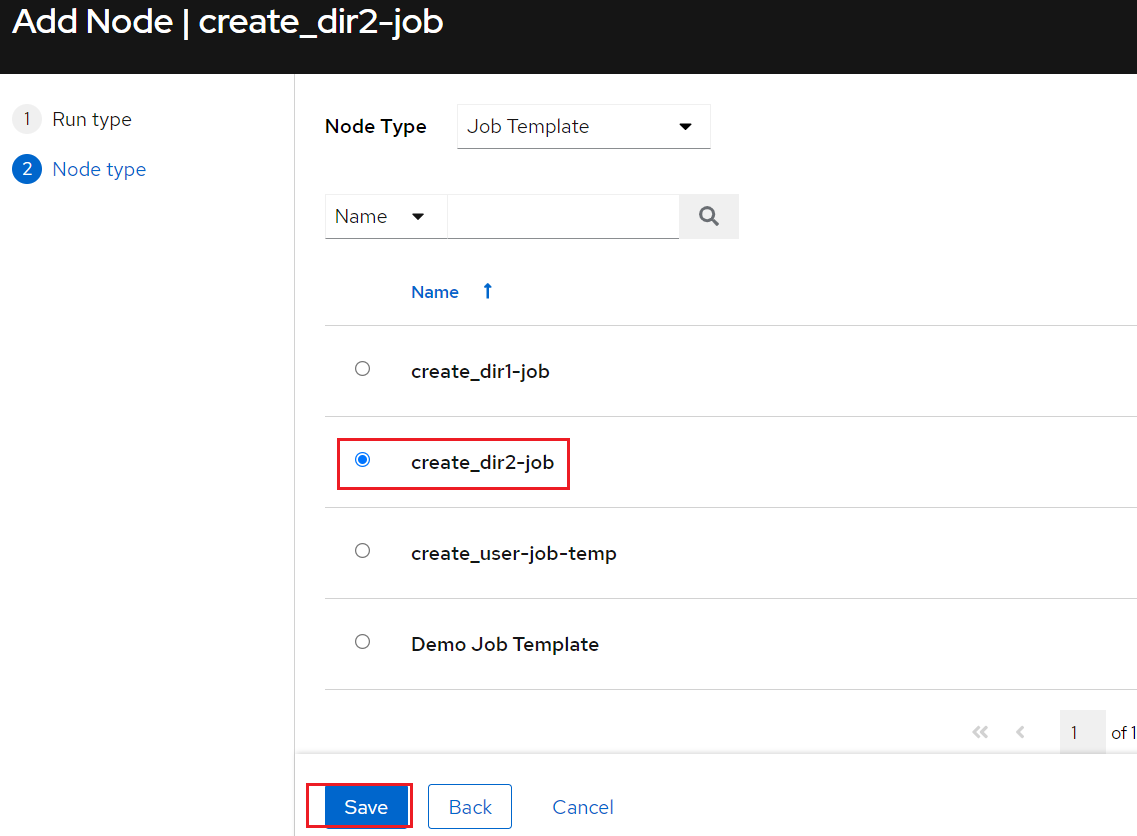 Add Node | create_dir2-job
1 Run type
2 Node type
Node Type Job Template
Name
Name
create_dir1-job
create_dir2-job
create_user-job-temp
Demo Job Template
1 of 1
Save Back Cancel